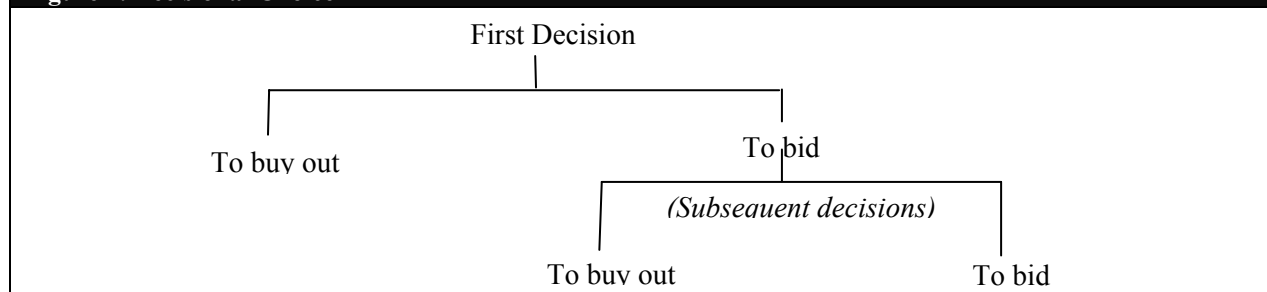 First Decision
To buy out
To bid
(Subsequent decisions)
To buy out
To bid